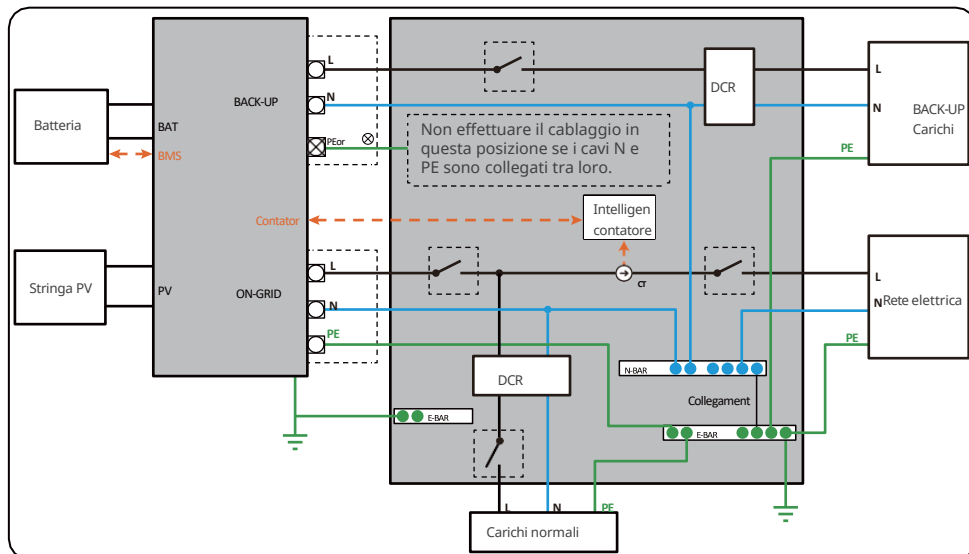 L
N
BACK-UP
PEor
Batteria
BAT
BMS
Non effettuare il cablaggio in
questa posizione se i cavi N e
PE sono collegati tra loro.
DCR
L
N
BACK-UP
Carichi
PE
Contator
Intelligen
contatore
Stringa PV
PV
L
ON-GRID
N
PE
CT
L
N
Rete elettrica
PE
DCR
N-BAR
Collegament
E-BAR
E-BAR
L
N
PE
Carichi normali